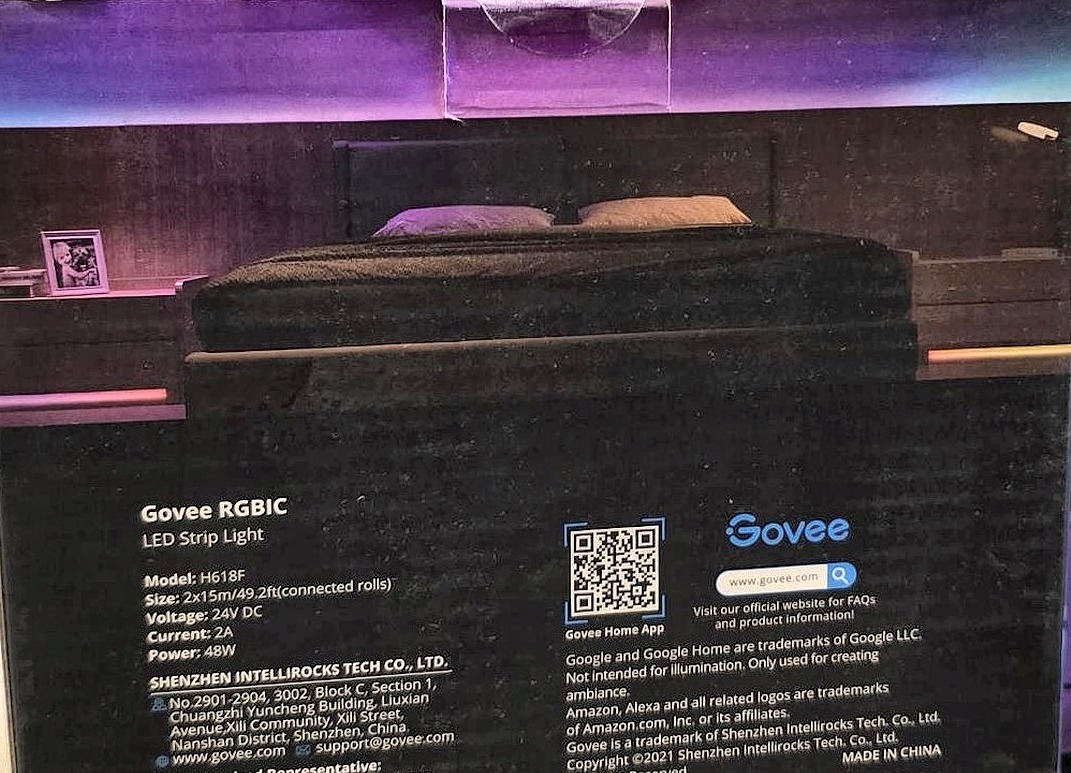 Govee RGBIC
LED Strip Light
Model: H618F
Size: 2x15m/49.2ft(connected rolls)
Voltage: 24V DC
Current: 2A
Power: 48W
SHENZHEN INTELLIROCKS TECH CO., LTD.
No.2901-2904, 3002, Block C, Section 1,
Chuangzhi Yuncheng Building, Liuxian
Avenue,Xili Community, Xili Street,
Nanshan District, Shenzhen, China.
www.govee.com support@govee.com
Representative:
Govee Home App
Govee
www.govee.com
Visit our official website for FAQs
and product information!
Google and Google Home are trademarks of Google LLC.
Not intended for illumination. Only used for creating
ambiance.
Amazon, Alexa and all related logos are trademarks
of Amazon.com, Inc. or its affiliates.
Govee is a trademark of Shenzhen Intellirocks Tech. Co., Ltd.
Copyright ©2021 Shenzhen Intellirocks Tech. Co., Ltd.
Reserved
MADE IN CHINA